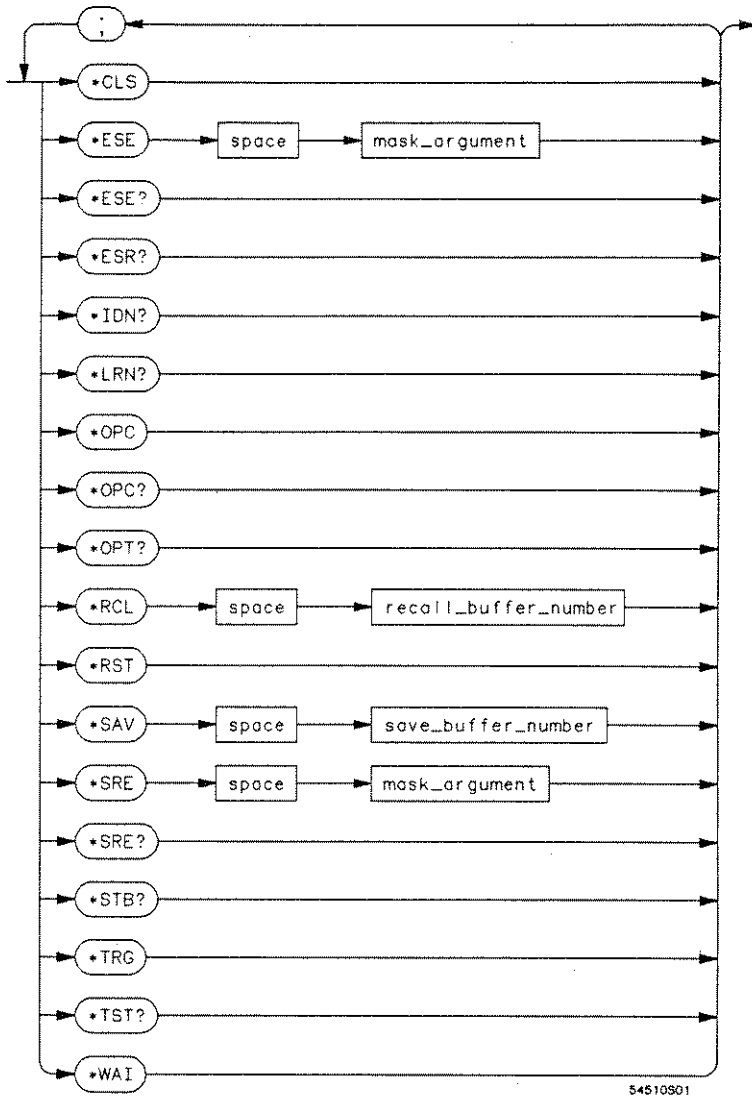 ;
*CLS
*ESE space mask_argument
*ESE?
*ESR?
*IDN?
*LRN?
*OPC
*OPC?
*OPT?
*RCL space recall_buffer_number
*RST
*SAV space save_buffer_number
*SRE space mask_argument
*SRE?
*STB?
*TRG
*TST?
*WAI
54510S01